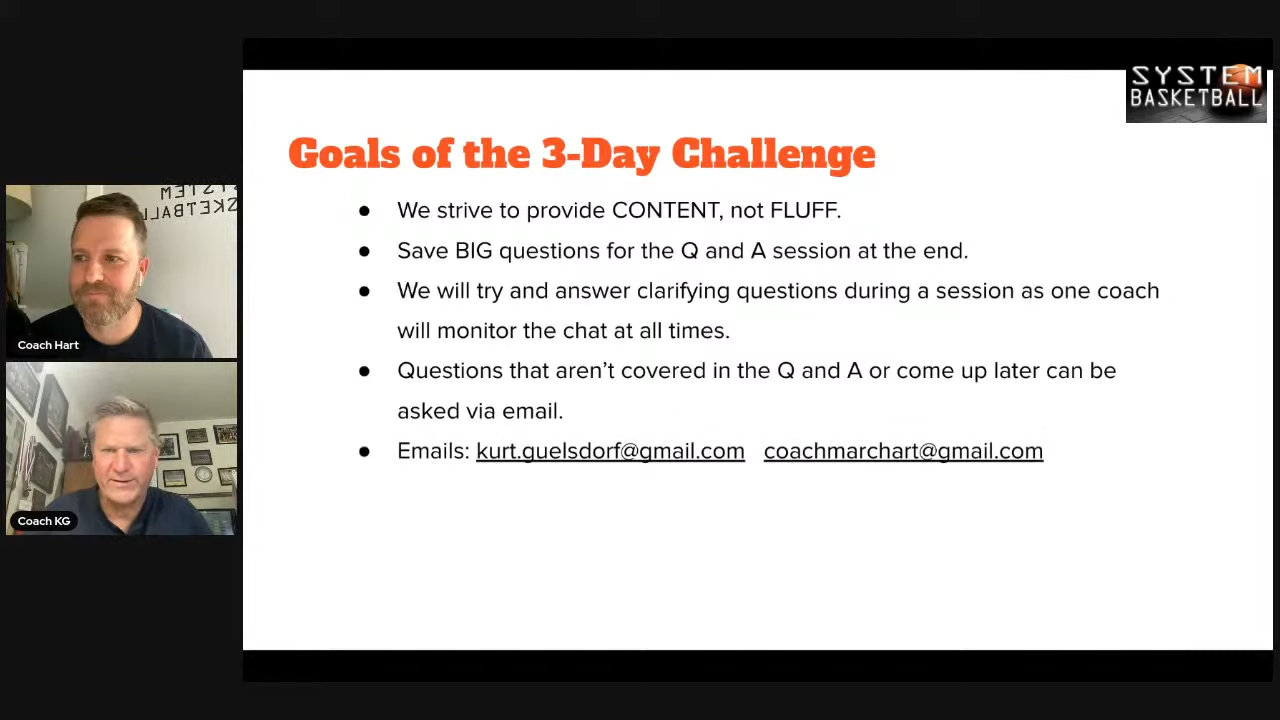 SYSTEM
BASKETBALL
Goals of the 3-Day Challenge
● We strive to provide CONTENT, not FLUFF.
● Save BIG questions for the Q and A session at the end.
● We will try and answer clarifying questions during a session as one coach
will monitor the chat at all times.
● Questions that aren't covered in the Q and A or come up later can be
asked via email.
● Emails: kurt.guelsdorf@gmail.com coachmarchart@gmail.com
SYSTEM
BASKETBALL
Coach Hart
Coach KG